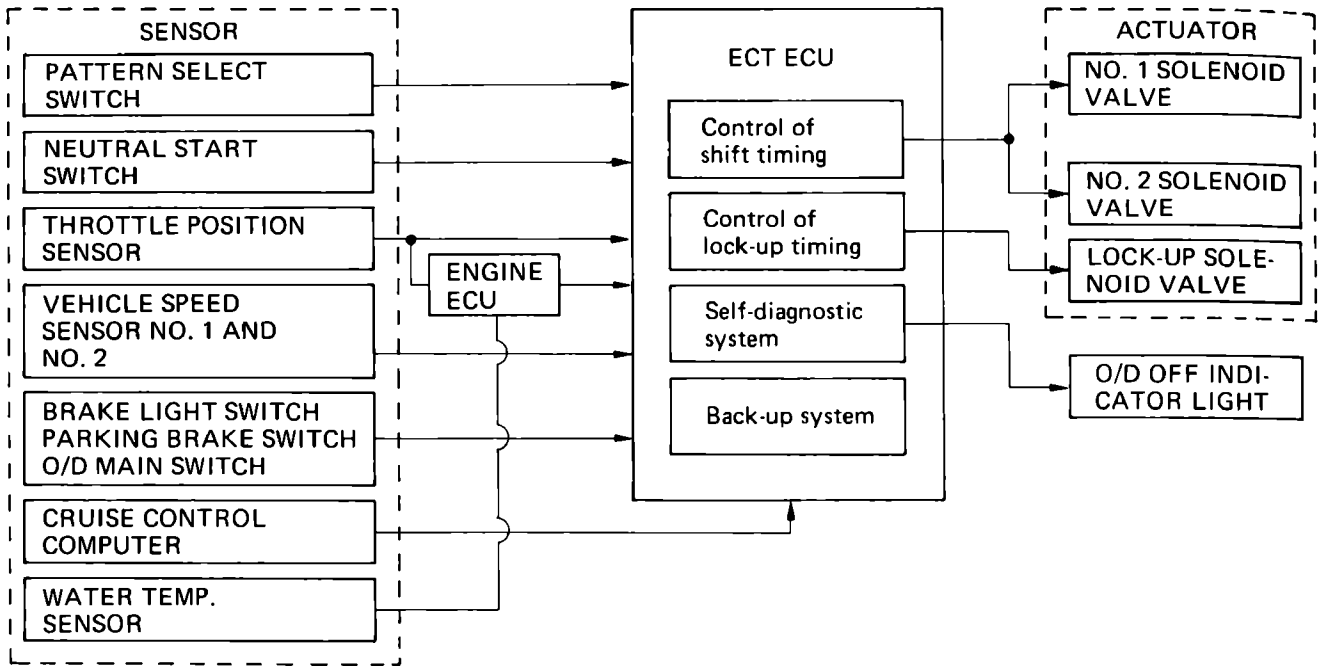 SENSOR
PATTERN SELECT
SWITCH
NEUTRAL START
SWITCH
THROTTLE POSITION
SENSOR
VEHICLE SPEED
SENSOR NO. 1 AND
NO. 2
BRAKE LIGHT SWITCH
PARKING BRAKE SWITCH
O/D MAIN SWITCH
CRUISE CONTROL
COMPUTER
WATER TEMP.
SENSOR
ENGINE
ECU
ECT ECU
Control of
shift timing
Control of
lock-up timing
Self-diagnostic
system
Back-up system
ACTUATOR
NO. 1 SOLENOID
VALVE
NO. 2 SOLENOID
VALVE
LOCK-UP SOLE-
NOID VALVE
O/D OFF INDI-
CATOR LIGHT